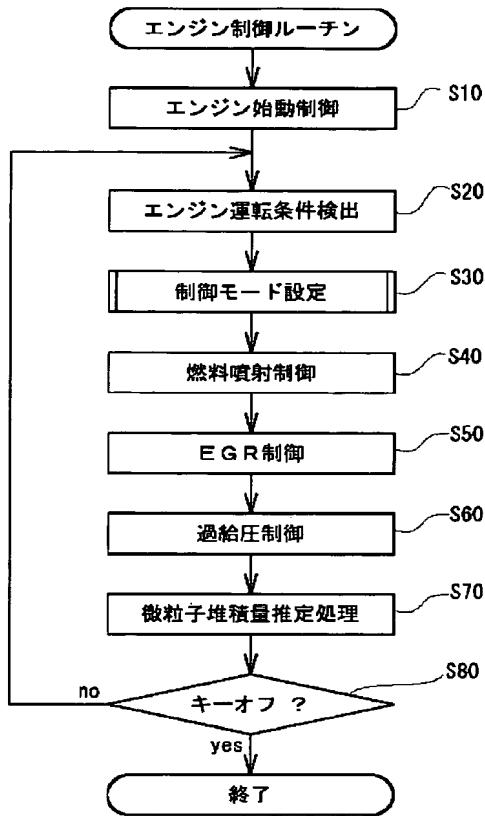 エンジン制御ルーチン
エンジン始動制御
S10
エンジン運転条件検出
S20
制御モード設定
S30
燃料噴射制御
S40
ＥＧＲ制御
S50
過給圧制御
S60
微粒子堆積量推定処理
S70
キーオフ ？
S80
no
yes
終了